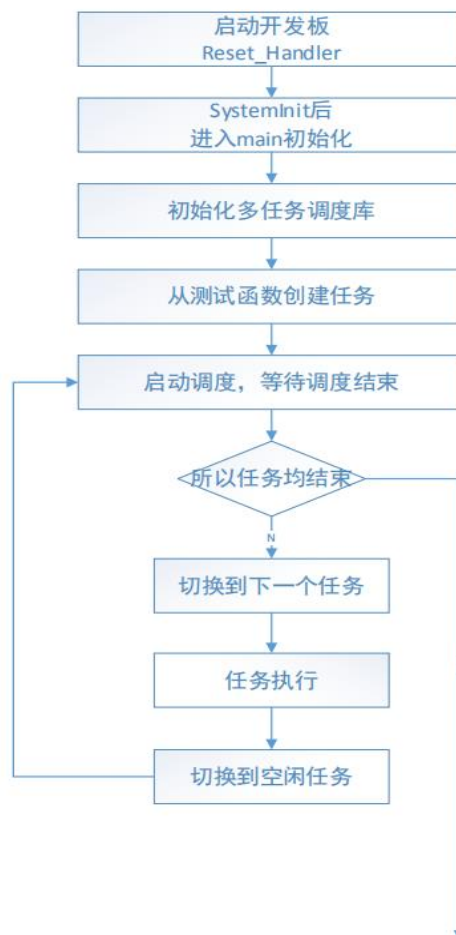 启动开发板
Reset_Handler
SystemInit后
进入main初始化
初始化多任务调度库
从测试函数创建任务
启动调度，等待调度结束
所以任务均结束
N
切换到下一个任务
任务执行
切换到空闲任务